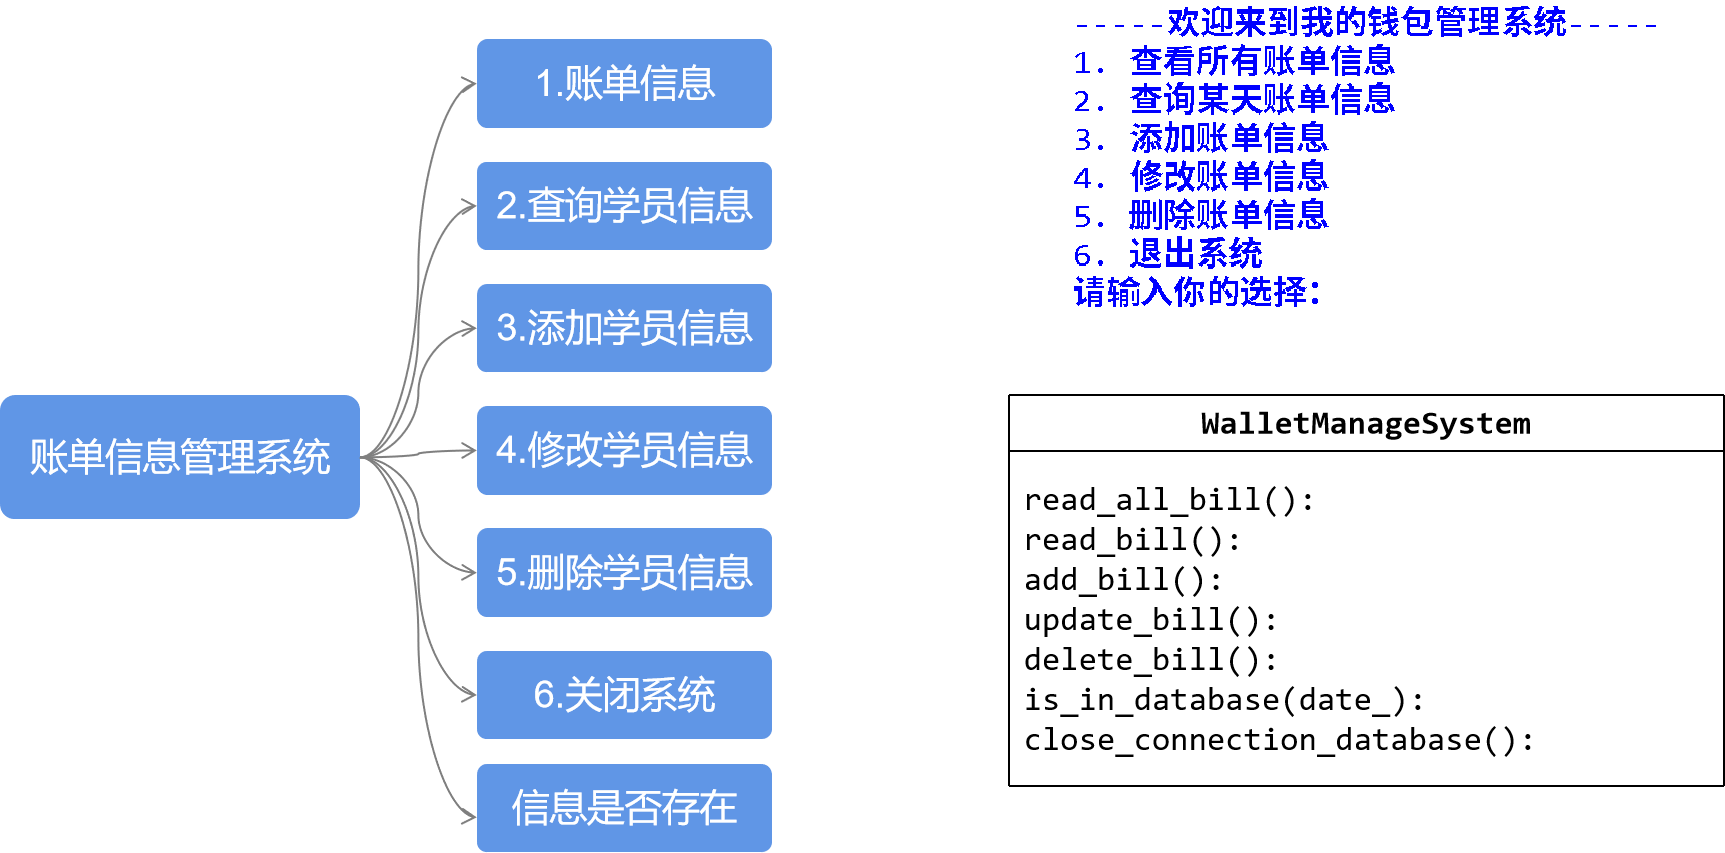 账单信息管理系统
1.账单信息
2.查询学员信息
3.添加学员信息
4.修改学员信息
5.删除学员信息
6.关闭系统
信息是否存在
-----欢迎来到我的钱包管理系统-----
1. 查看所有账单信息
2. 查询某天账单信息
3. 添加账单信息
4. 修改账单信息
5. 删除账单信息
6. 退出系统
请输入你的选择:
WalletManageSystem
read_all_bill():
read_bill():
add_bill():
update_bill():
delete_bill():
is_in_database(date_):
close_connection_database():